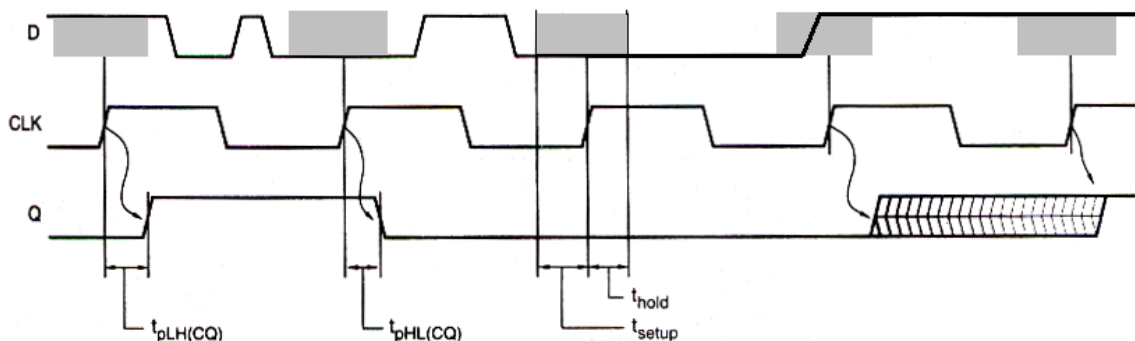 D
CLK
Q
t_pLH(CQ)
t_pHL(CQ)
t_hold
t_setup